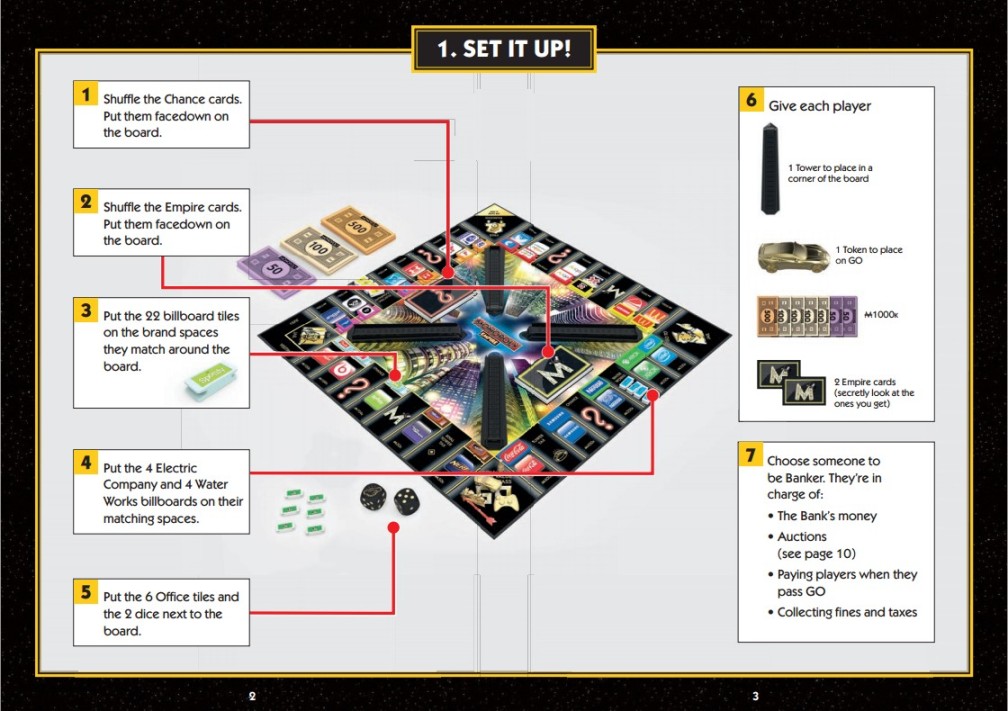 1. SET IT UP!
1
Shuffle the Chance cards.
Put them facedown on
the board.
2
Shuffle the Empire cards.
Put them facedown on
the board.
3
Put the 22 billboard tiles
on the brand spaces
they match around the
board.
4
Put the 4 Electric
Company and 4 Water
Works billboards on their
matching spaces.
5
Put the 6 Office tiles and
the 2 dice next to the
board.
500
100
50
6
Give each player
1 Tower to place in a
corner of the board
1 Token to place
on GO
₩1000K
2 Empire cards
(secretly look at the
ones you get)
7
Choose someone to
be Banker. They're in
charge of:
• The Bank's money
• Auctions
(see page 10)
• Paying players when they
pass GO
• Collecting fines and taxes
2
3